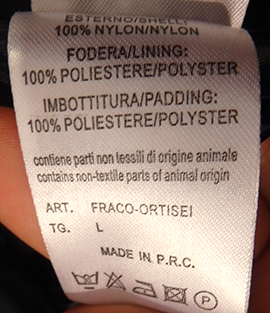 ESTERNO/SHELL:
100% NYLON/NYLON
FODERA/LINING:
100% POLIESTERE/POLYSTER
IMBOTTITURA/PADDING:
100% POLIESTERE/POLYSTER
contiene parti non tessili di origine animale
contains non-textile parts of animal origin
ART. FRACO-ORTISEI
TG. L
MADE IN P.R.C.
P